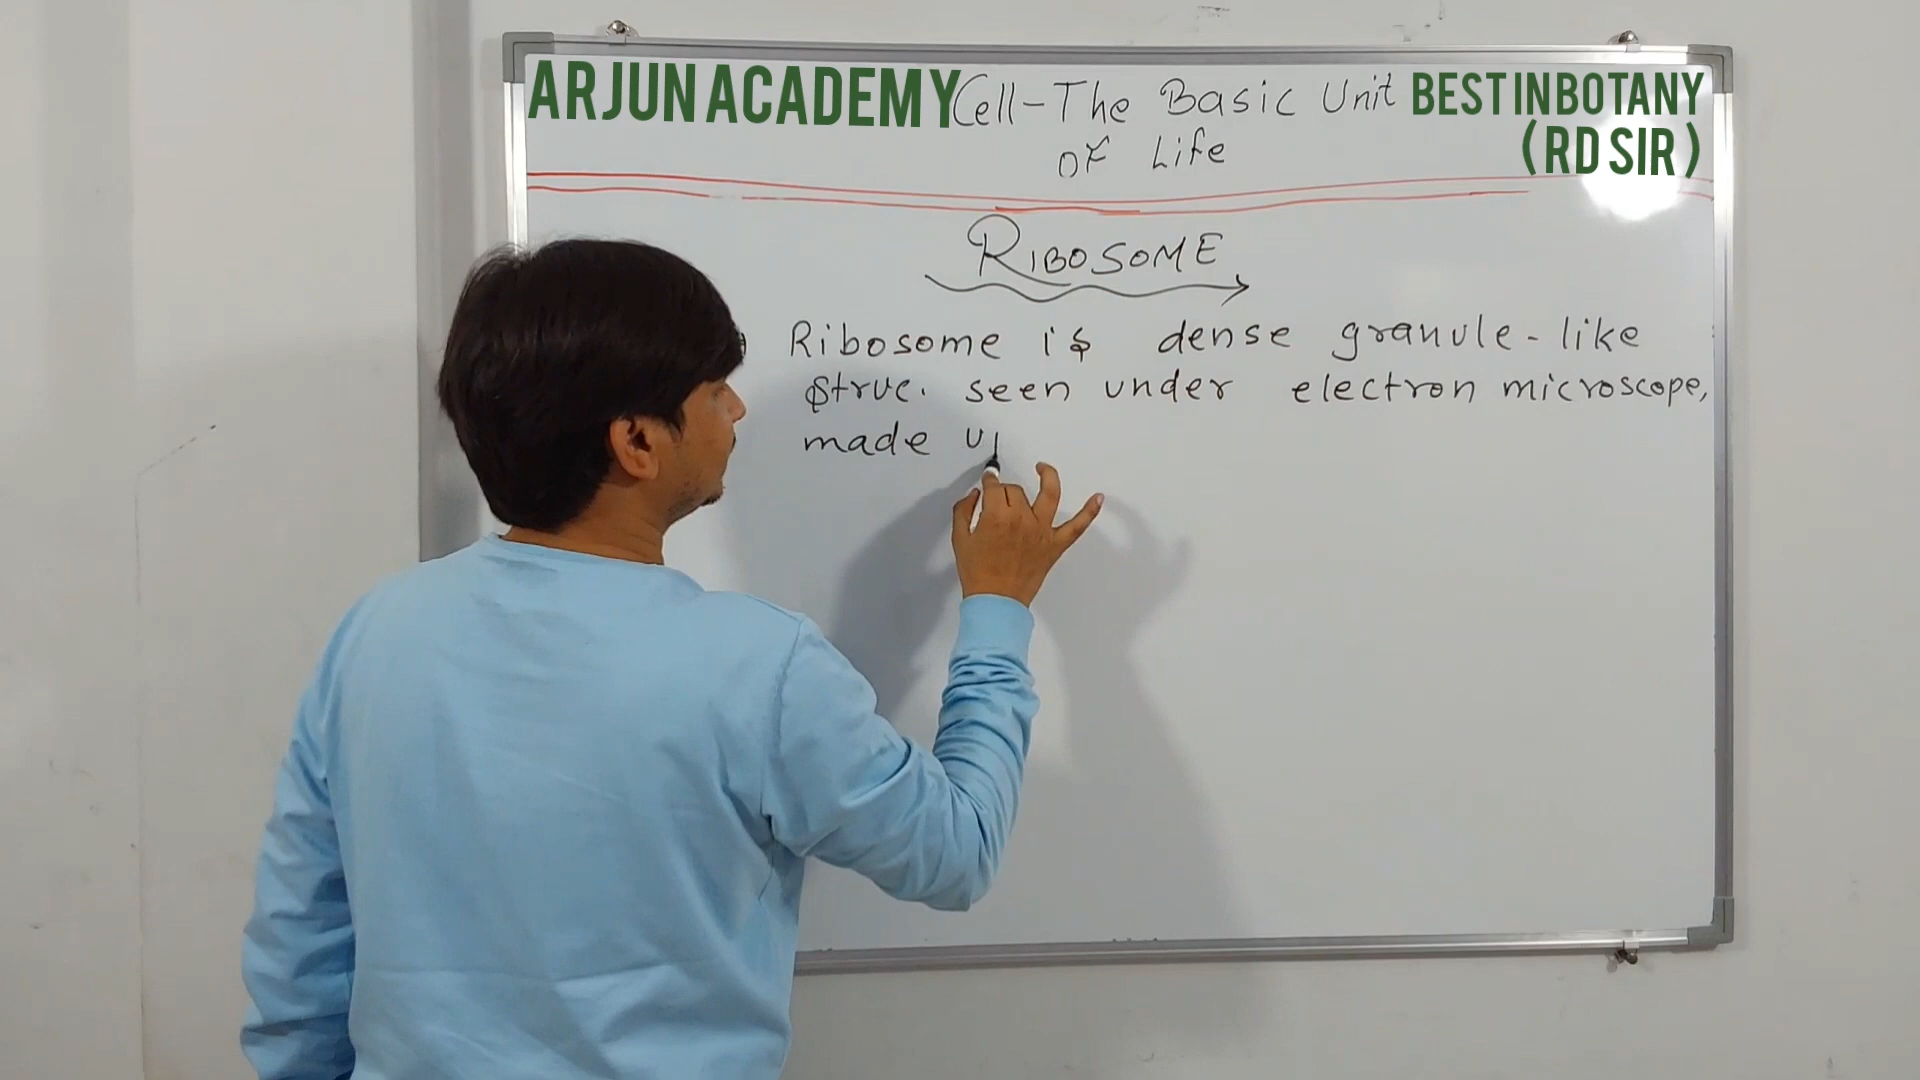 ARJUN ACADEMY
Cell-The Basic Unit
OF Life
BEST IN BOTANY
(RD SIR)
RIBOSOME
Ribosome is dense granule-like
struc. seen under electron microscope,
made